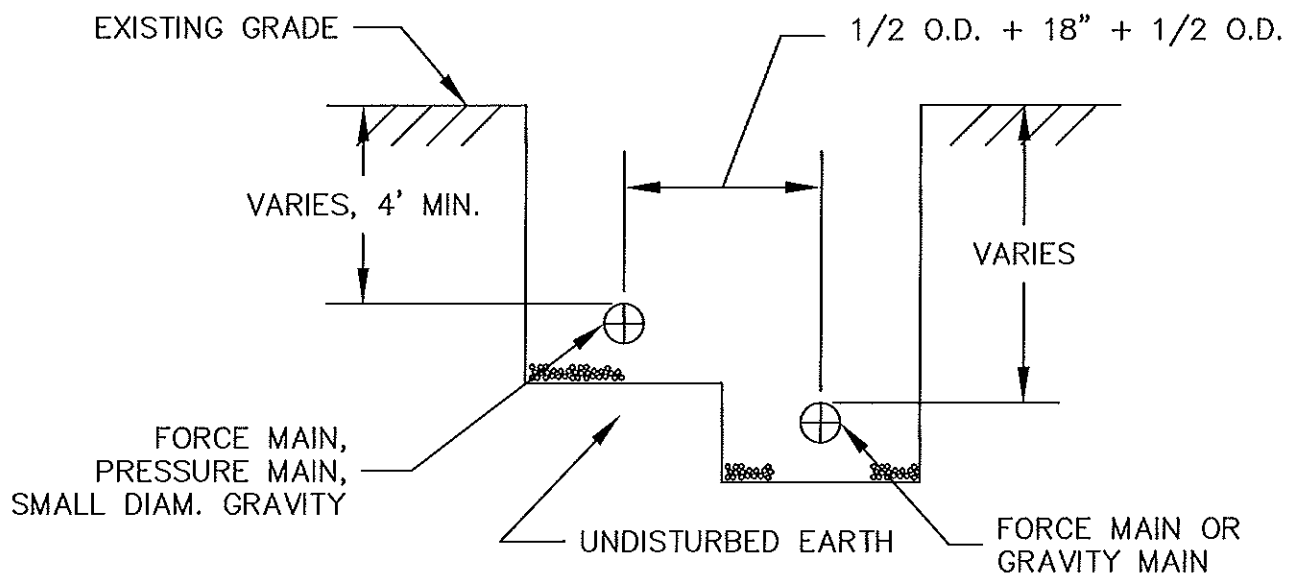 EXISTING GRADE
1/2 O.D. + 18" + 1/2 O.D.
VARIES, 4' MIN.
VARIES
FORCE MAIN,
PRESSURE MAIN,
SMALL DIAM. GRAVITY
UNDISTURBED EARTH
FORCE MAIN OR
GRAVITY MAIN